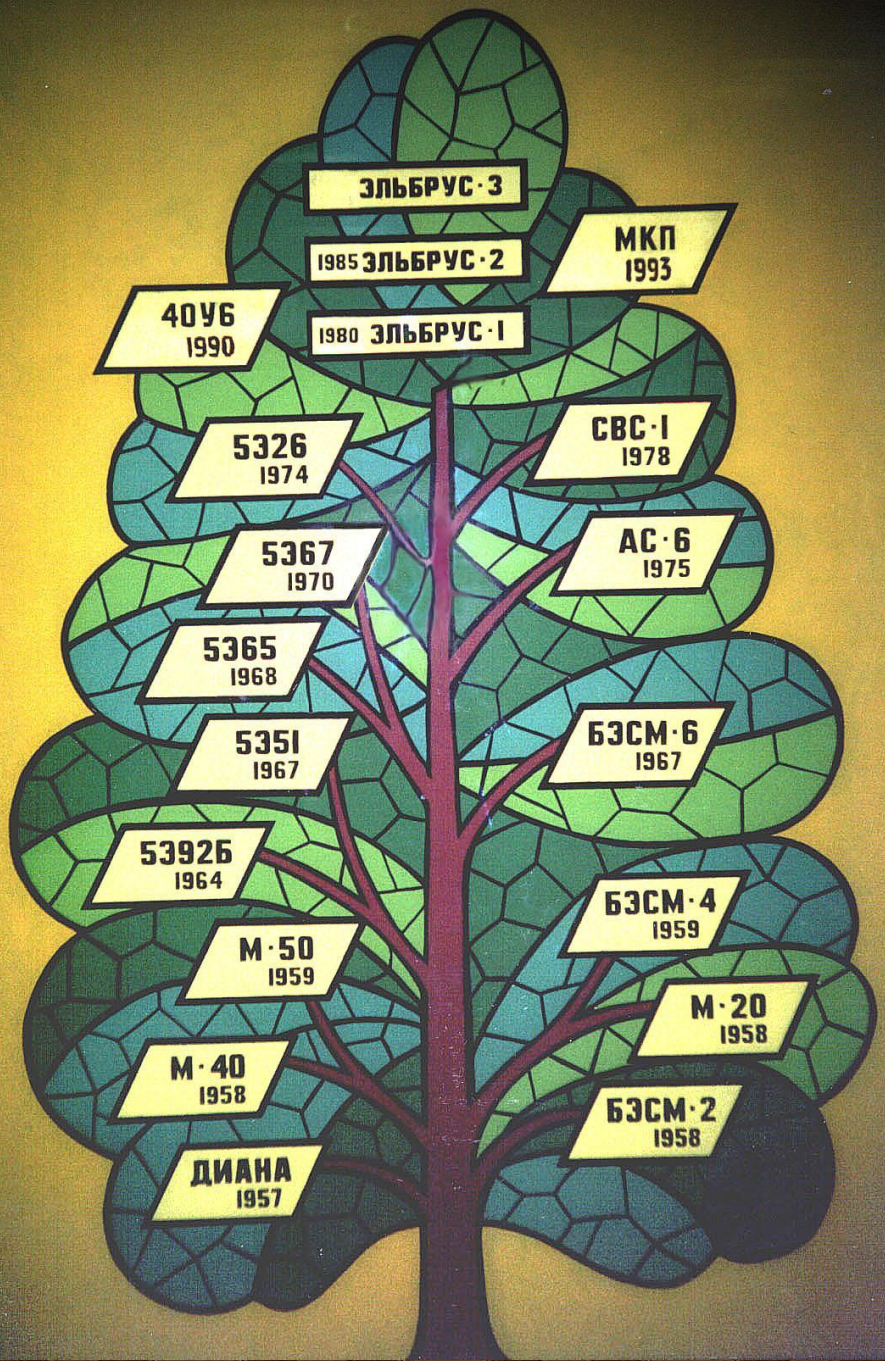 ЭЛЬБРУС·3
1985 ЭЛЬБРУС·2
МКП
1993
40У6
1990
1980 ЭЛЬБРУС·1
5Э26
1974
СВС·1
1978
5Э67
1970
АС·6
1975
5Э65
1968
5Э51
1967
БЭСМ·6
1967
5Э92Б
1964
БЭСМ·4
1959
М·50
1959
М·20
1958
М·40
1958
БЭСМ·2
1958
ДИАНА
1957